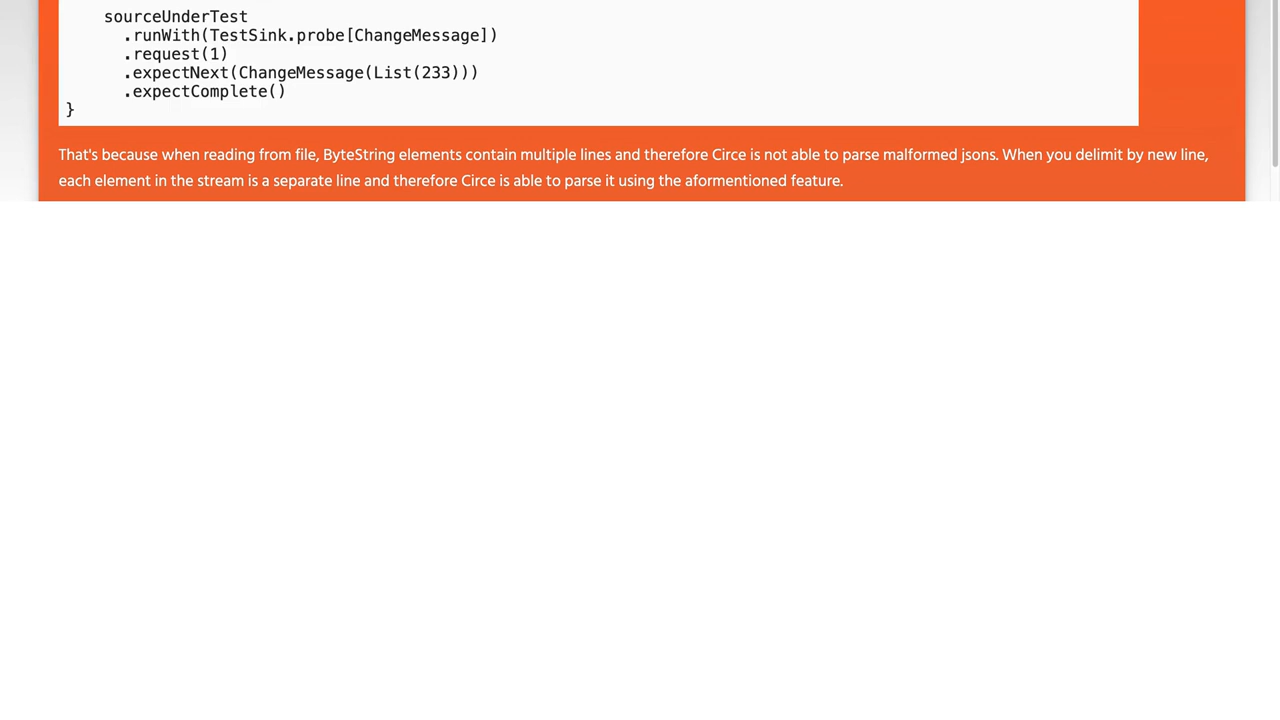 sourceUnderTest
.runWith(TestSink.probe[ChangeMessage])
.request(1)
.expectNext(ChangeMessage(List(233)))
.expectComplete()
}
That's because when reading from file, ByteString elements contain multiple lines and therefore Circe is not able to parse malformed jsons. When you delimit by new line,
each element in the stream is a separate line and therefore Circe is able to parse it using the aformentioned feature.